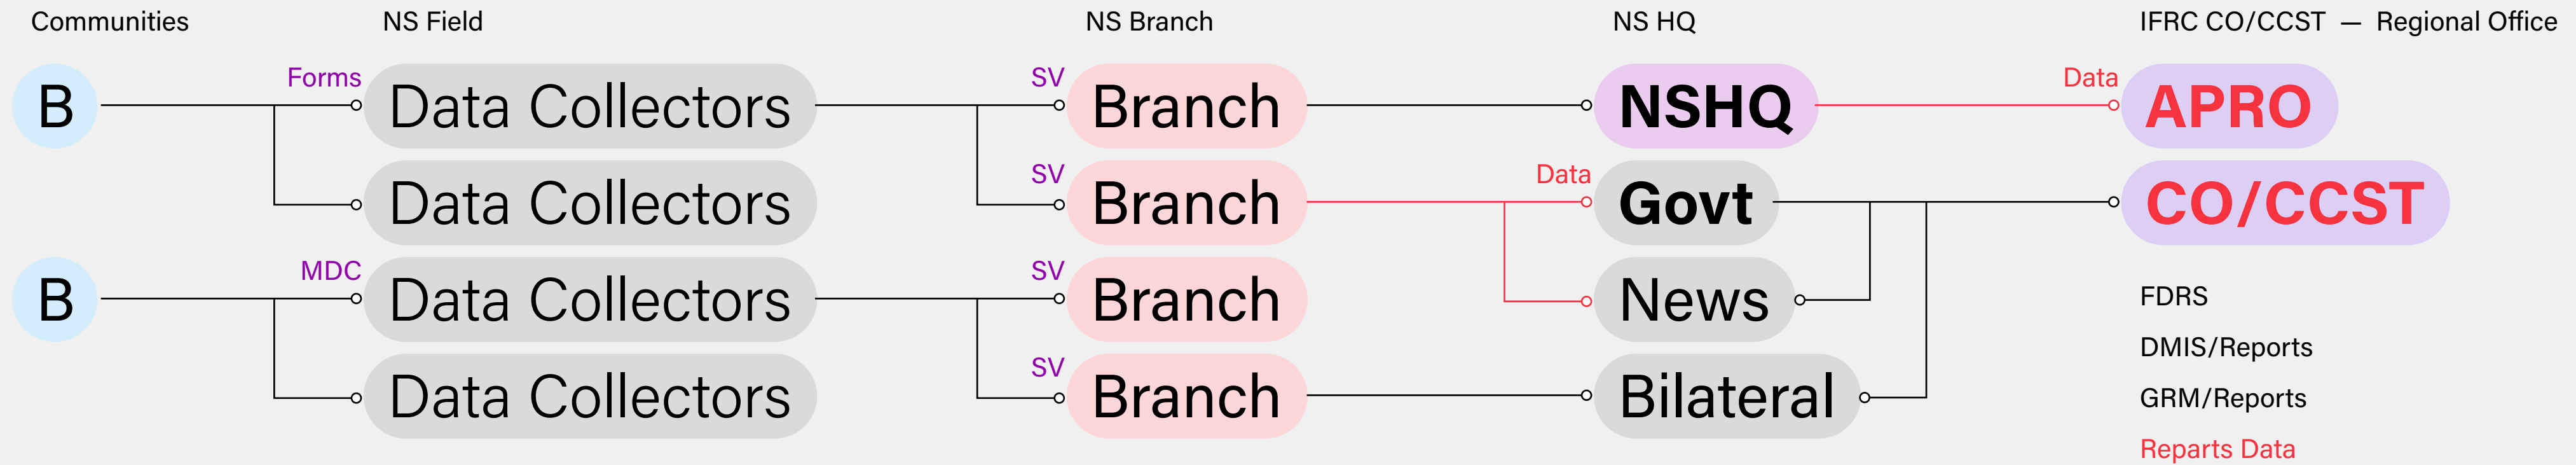 Communities NS Field NS Branch NS HQ IFRC CO/CCST — Regional Office
Forms SV Data
B Data Collectors Branch NSHQ APRO
SV Data
Data Collectors Branch Govt CO/CCST
MDC SV
B Data Collectors Branch News FDRS
DMIS/Reports
SV
Data Collectors Branch Bilateral GRM/Reports
Reparts Data